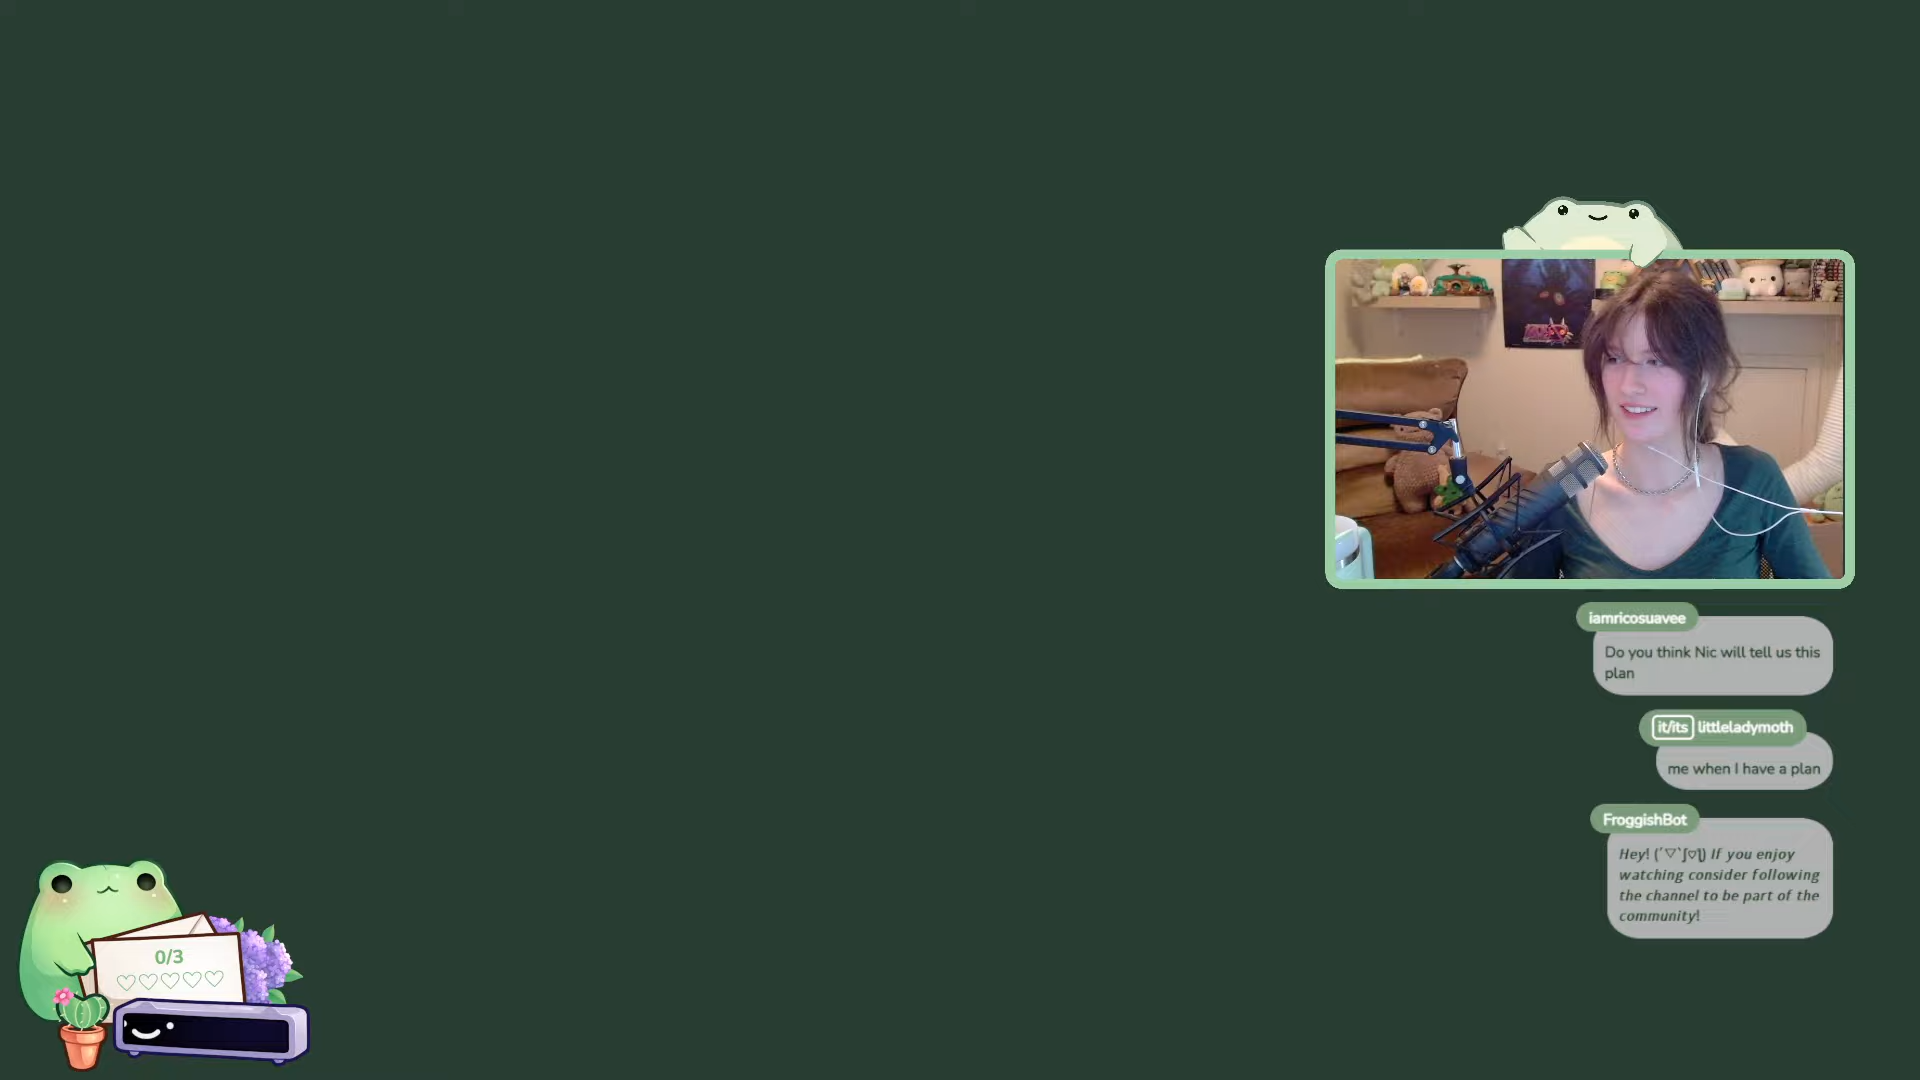 iamricosuavee
Do you think Nic will tell us this
plan
it/its littleladymoth
me when I have a plan
FroggishBot
Hey! (´▽`ʃ♡ƪ) If you enjoy
watching consider following
the channel to be part of the
community!
0/3